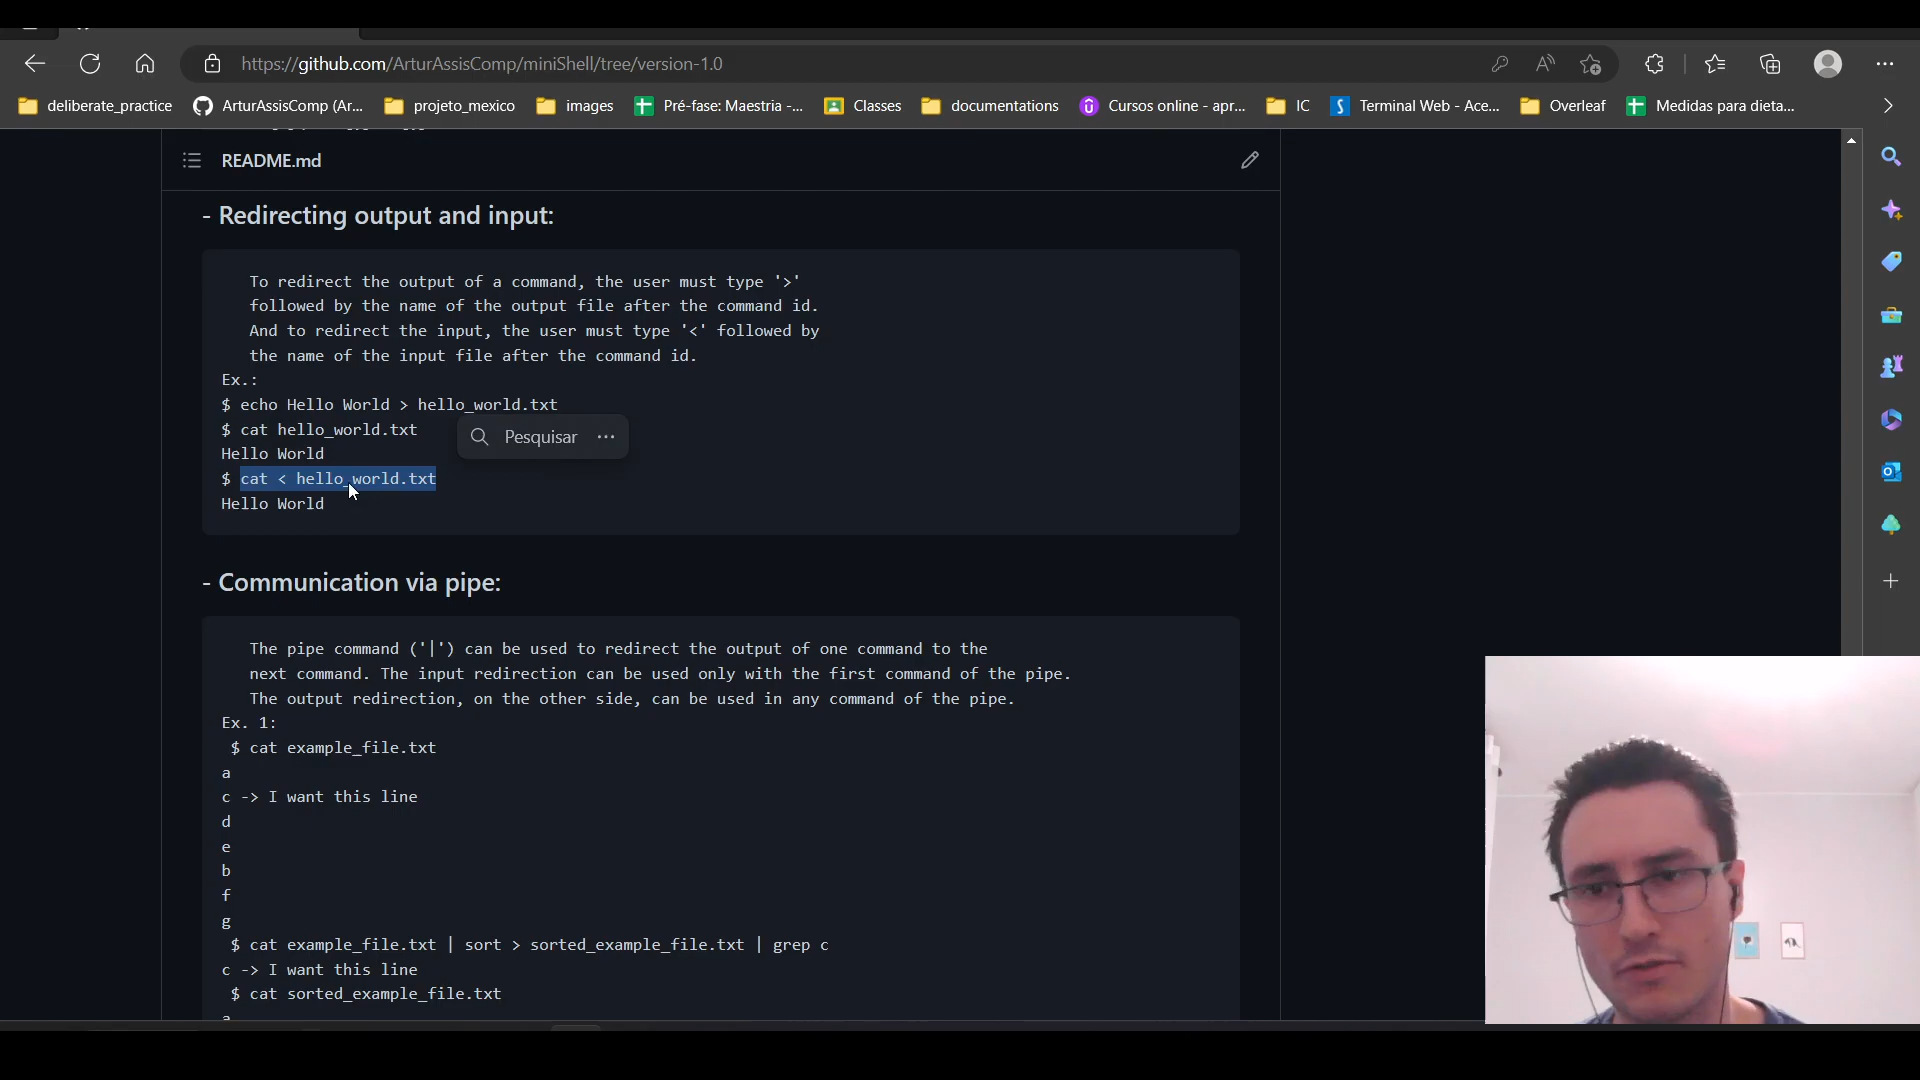 https://github.com/ArturAssisComp/miniShell/tree/version-1.0
deliberate_practice ArturAssisComp (Ar... projeto_mexico images Pré-fase: Maestria -... Classes documentations Cursos online - apr... IC Terminal Web - Ace... Overleaf Medidas para dieta...
README.md
- Redirecting output and input:
To redirect the output of a command, the user must type '>'
followed by the name of the output file after the command id.
And to redirect the input, the user must type '<' followed by
the name of the input file after the command id.
Ex.:
$ echo Hello World > hello_world.txt
$ cat hello_world.txt
Pesquisar
Hello World
$ cat < hello_world.txt
Hello World
- Communication via pipe:
The pipe command ('|') can be used to redirect the output of one command to the
next command. The input redirection can be used only with the first command of the pipe.
The output redirection, on the other side, can be used in any command of the pipe.
Ex. 1:
$ cat example_file.txt
a
c -> I want this line
d
e
b
f
g
$ cat example_file.txt | sort > sorted_example_file.txt | grep c
c -> I want this line
$ cat sorted_example_file.txt